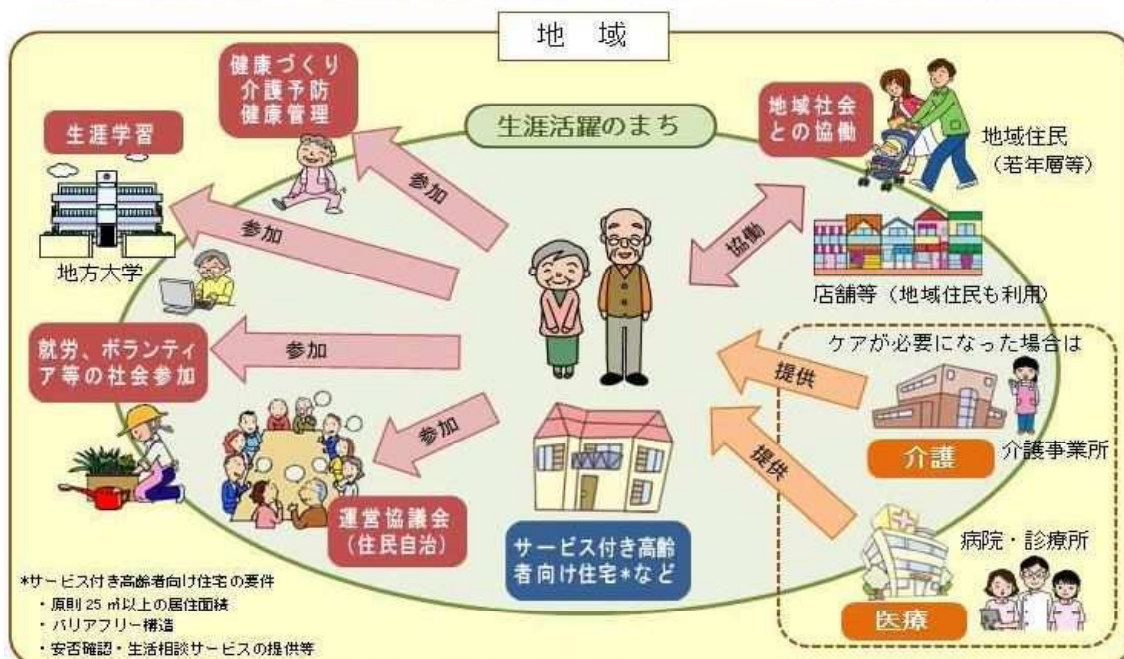 地 域
生涯活躍のまち
健康づくり
介護予防
健康管理
生涯学習
地方大学
参加
参加
参加
参加
地域社会
との協働
協働
地域住民
(若年層等)
店舗等(地域住民も利用)
就労、ボランティ
ア等の社会参加
運営協議会
(住民自治)
サービス付き高齢
者向け住宅*など
ケアが必要になった場合は
提供
提供
介護
介護事業所
病院・診療所
医療
*サービス付き高齢者向け住宅の要件
・原則25㎡以上の居住面積
・バリアフリー構造
・安否確認・生活相談サービスの提供等